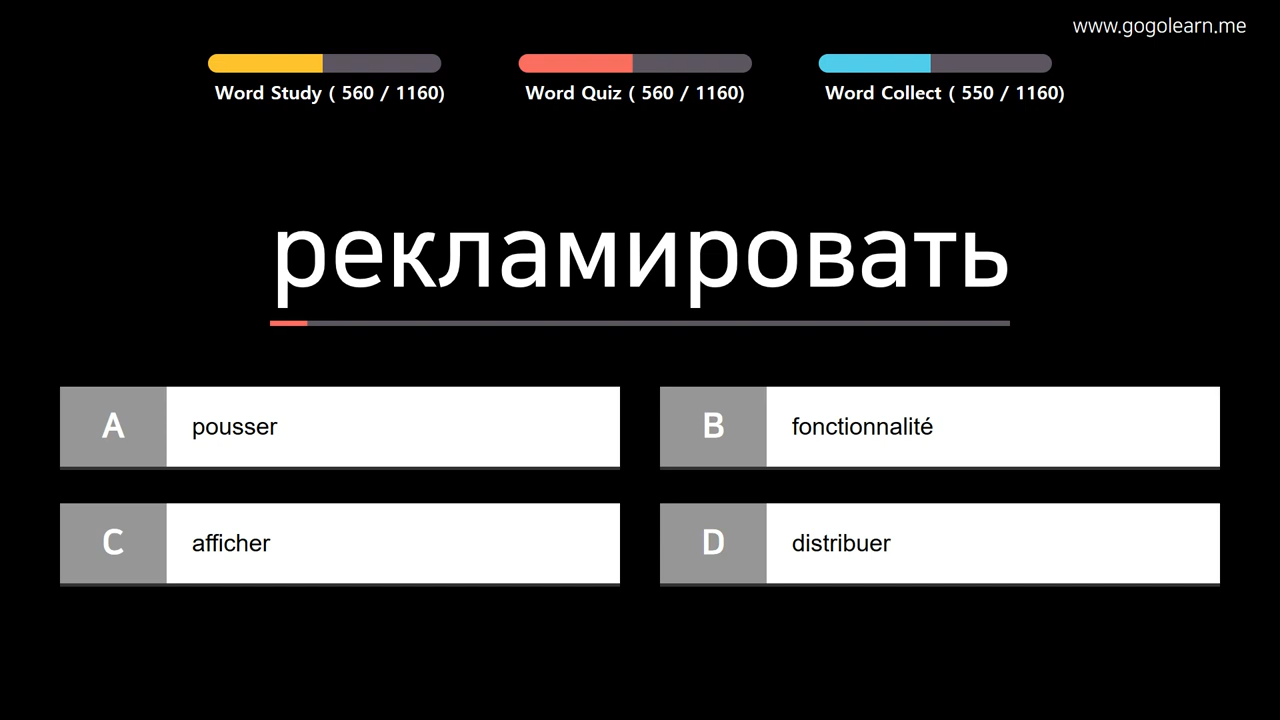 www.gogolearn.me
Word Study ( 560 / 1160)
Word Quiz ( 560 / 1160)
Word Collect ( 550 / 1160)
рекламировать
A pousser
B fonctionnalité
C afficher
D distribuer